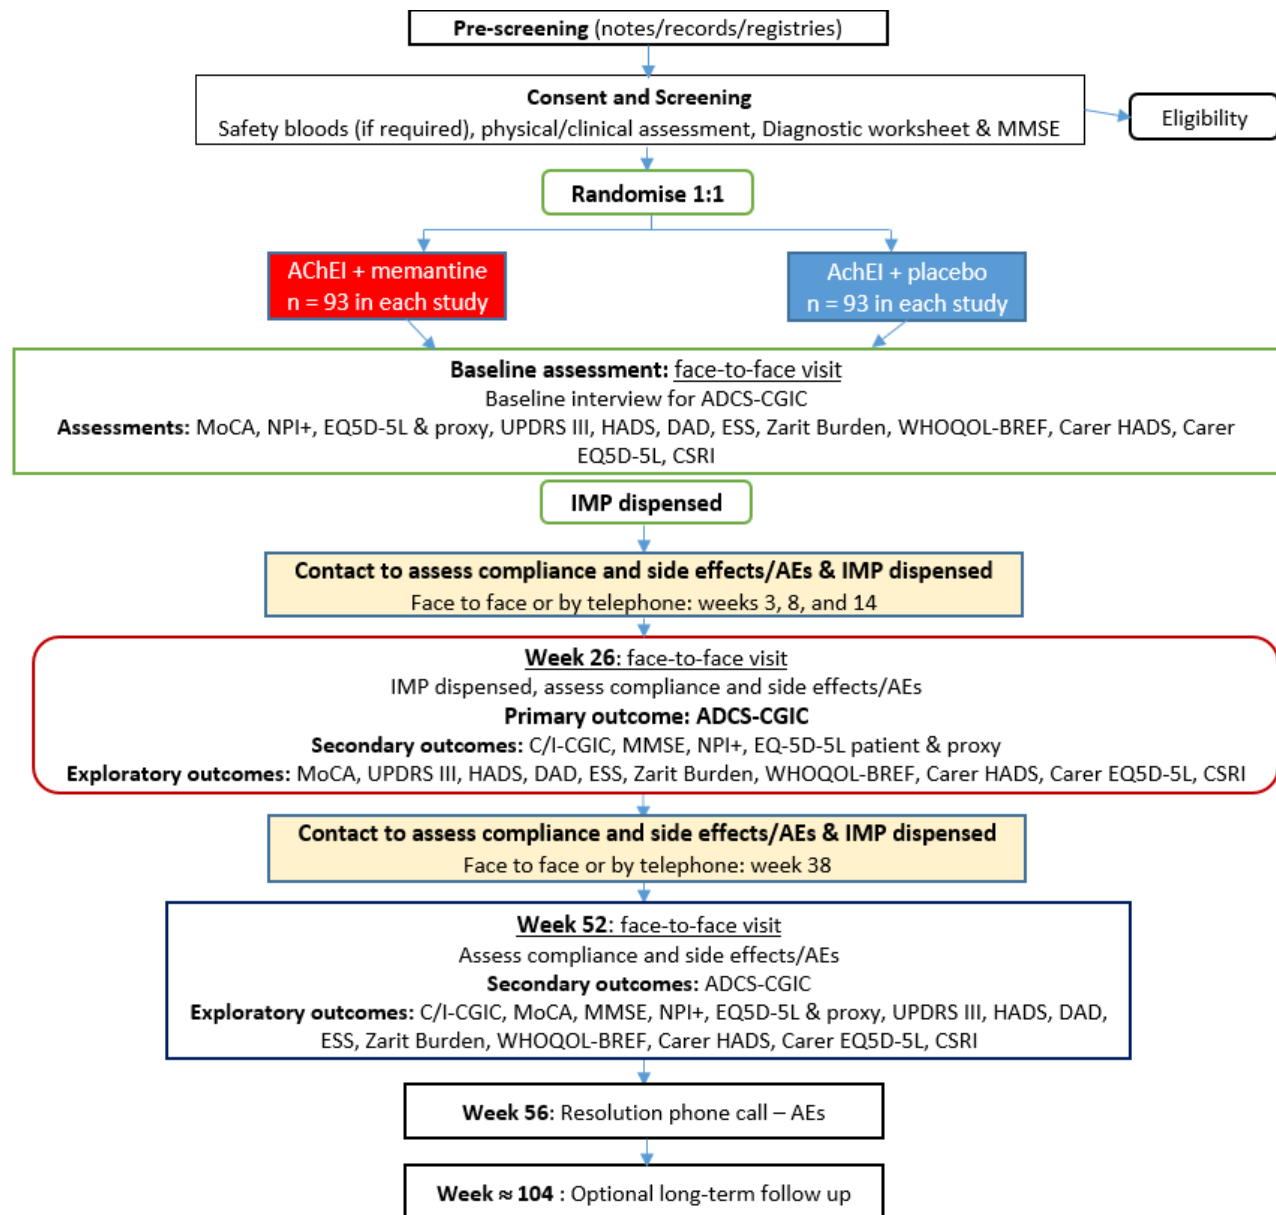 Pre-screening (notes/records/registries)
Consent and Screening
Safety bloods (if required), physical/clinical assessment, Diagnostic worksheet & MMSE
Eligibility
Randomise 1:1
AChEI + memantine
n = 93 in each study
AchEI + placebo
n = 93 in each study
Baseline assessment: face-to-face visit
Baseline interview for ADCS-CGIC
Assessments: MoCA, NPI+, EQ5D-5L & proxy, UPDRS III, HADS, DAD, ESS, Zarit Burden, WHOQOL-BREF, Carer HADS, Carer
EQ5D-5L, CSRI
IMP dispensed
Contact to assess compliance and side effects/AEs & IMP dispensed
Face to face or by telephone: weeks 3, 8, and 14
Week 26: face-to-face visit
IMP dispensed, assess compliance and side effects/AEs
Primary outcome: ADCS-CGIC
Secondary outcomes: C/I-CGIC, MMSE, NPI+, EQ-5D-5L patient & proxy
Exploratory outcomes: MoCA, UPDRS III, HADS, DAD, ESS, Zarit Burden, WHOQOL-BREF, Carer HADS, Carer EQ5D-5L, CSRI
Contact to assess compliance and side effects/AEs & IMP dispensed
Face to face or by telephone: week 38
Week 52: face-to-face visit
Assess compliance and side effects/AEs
Secondary outcomes: ADCS-CGIC
Exploratory outcomes: C/I-CGIC, MoCA, MMSE, NPI+, EQ5D-5L & proxy, UPDRS III, HADS, DAD,
ESS, Zarit Burden, WHOQOL-BREF, Carer HADS, Carer EQ5D-5L, CSRI
Week 56: Resolution phone call – AEs
Week ≈ 104 : Optional long-term follow up